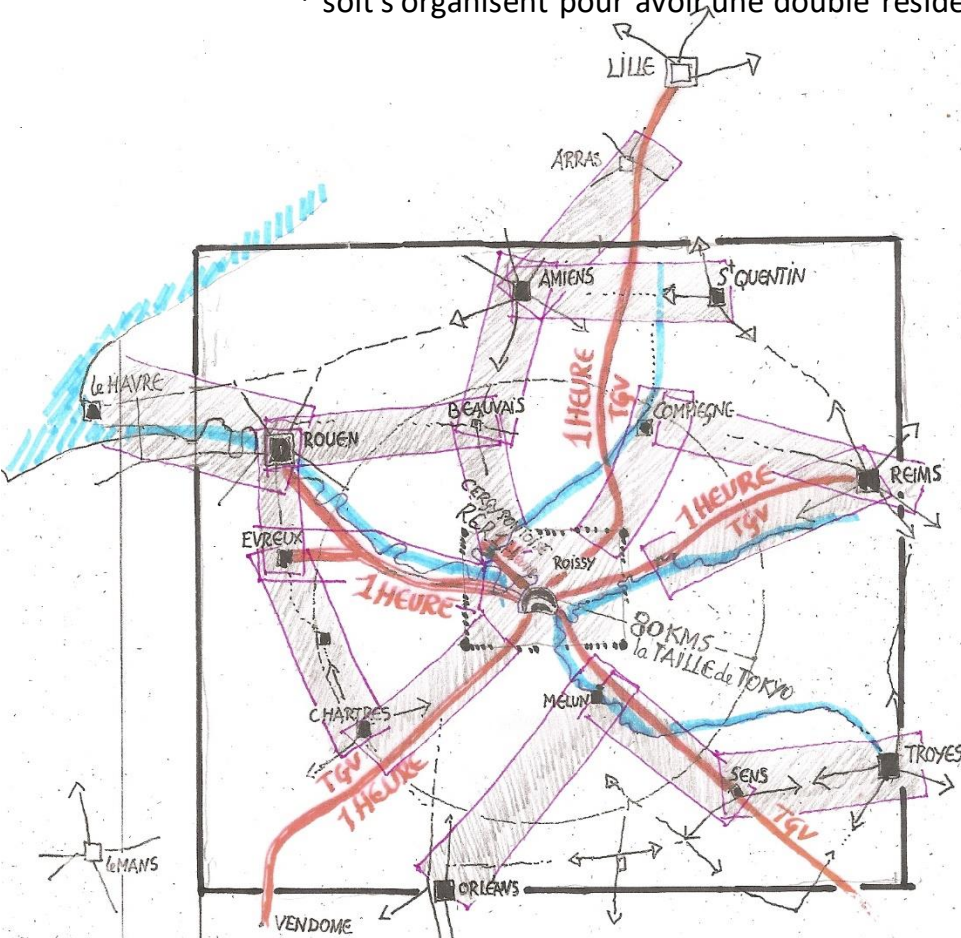 soit s'organisent pour avoir une double réside
LILLE
ARRAS
AMIENS
St QUENTIN
1 HEURE
TGV
le HAVRE
BEAUVAIS
COMPIEGNE
ROUEN
REIMS
1 HEURE
TGV
CERGY PONTOISE
EVREUX
ROISSY
1 HEURE
80 KMS
la TAILLE de TOKYO
MELUN
CHARTRES
TROYES
TGV
1 HEURE
SENS
TGV
le MANS
ORLEANS
VENDOME